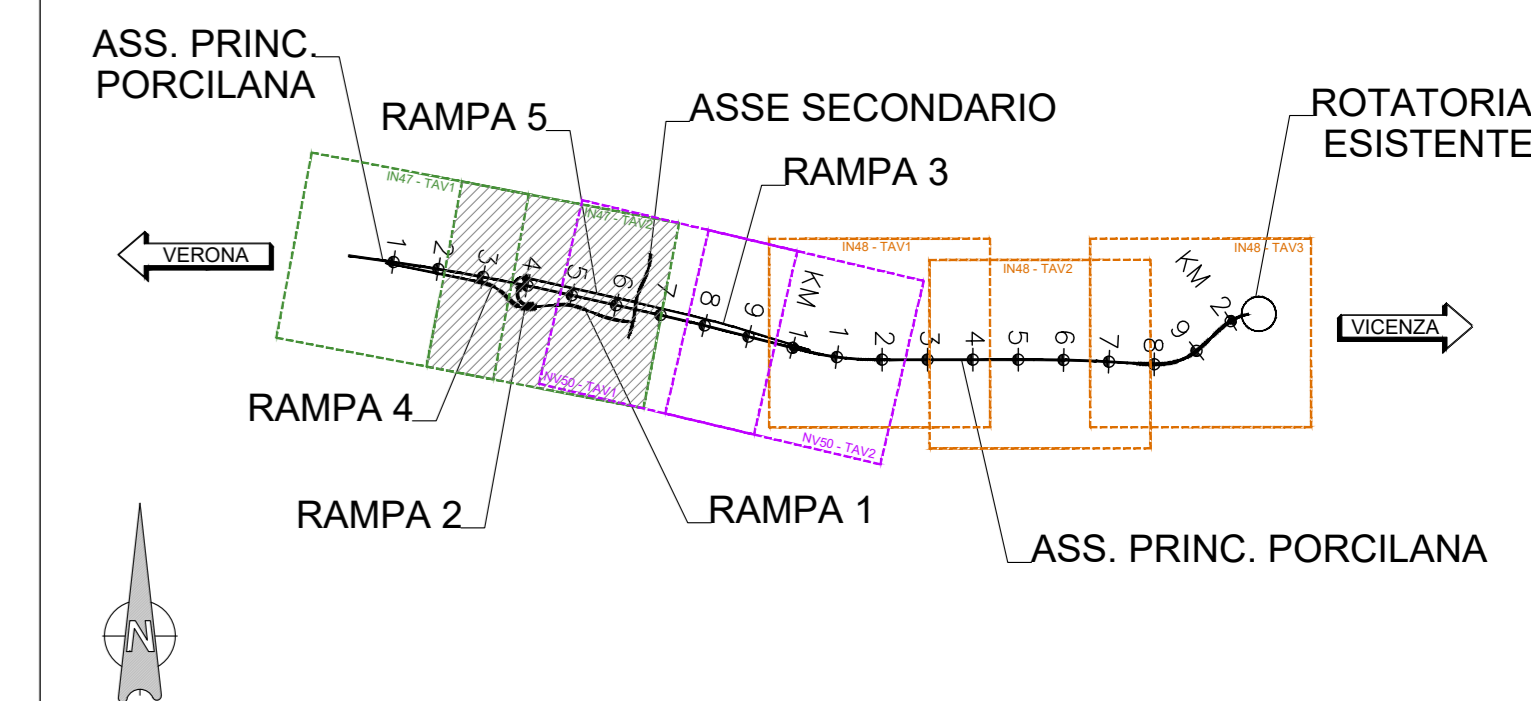 ASS. PRINC.
PORCILANA
RAMPA 5
ASSE SECONDARIO
RAMPA 3
ROTATORIA
ESISTENTE
IN47 - TAV1
IN47 - TAV2
IN48 - TAV1
IN48 - TAV2
IN48 - TAV3
VERONA
VICENZA
1
2
3
4
5
6
7
8
9
KM 1
1
2
3
4
5
6
7
8
9
KM 2
NV50 - TAV1
NV50 - TAV2
RAMPA 4
RAMPA 2
RAMPA 1
ASS. PRINC. PORCILANA
N